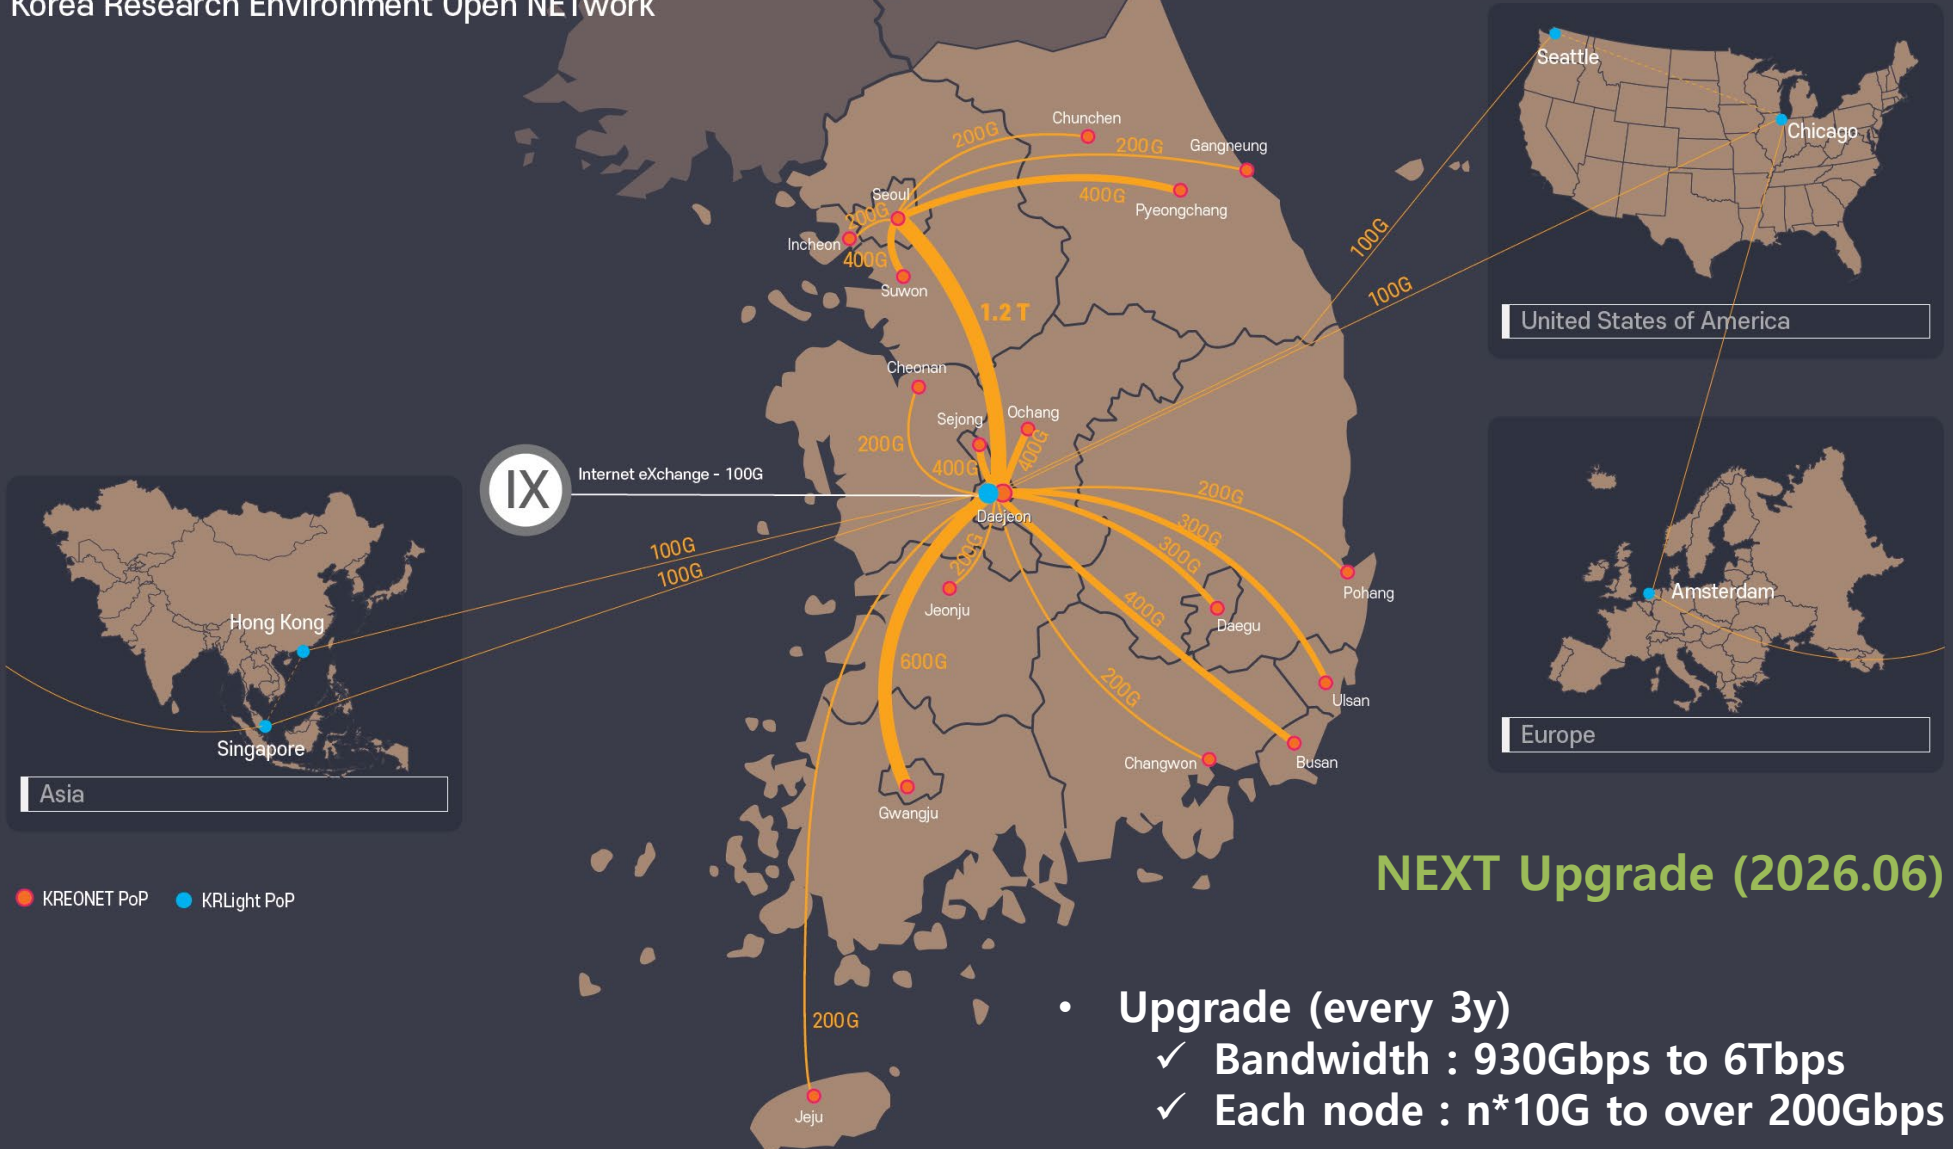 Korea Research Environment Open NETwork
Seattle
Chicago
United States of America
Chunchen
200G
200G
Gangneung
Seoul
400G
Pyeongchang
200G
Incheon
400G
Suwon
100G
100G
1.2 T
Cheonan
Sejong
Ochang
200G
400G
400G
IX
Internet eXchange - 100G
Daejeon
200G
300G
300G
200G
100G
100G
Jeonju
Pohang
400G
Daegu
Hong Kong
Singapore
Asia
Amsterdam
Europe
600G
200G
Ulsan
Changwon
Busan
Gwangju
KREONET PoP
KRLight PoP
200G
Jeju
NEXT Upgrade (2026.06)
• Upgrade (every 3y)
✓ Bandwidth : 930Gbps to 6Tbps
✓ Each node : n*10G to over 200Gbps